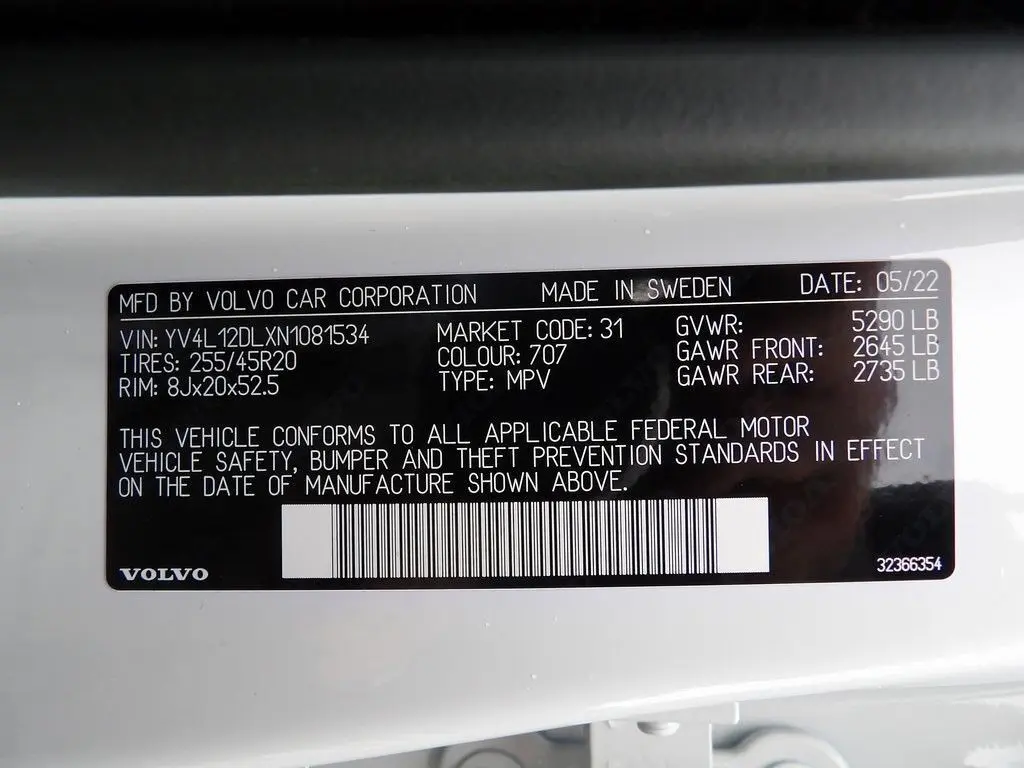 MFD BY VOLVO CAR CORPORATION MADE IN SWEDEN DATE: 05/22
VIN: YV4L12DLXN1081534 MARKET CODE: 31 GVWR: 5290 LB
TIRES: 255/45R20 COLOUR: 707 GAWR FRONT: 2645 LB
RIM: 8Jx20x52.5 TYPE: MPV GAWR REAR: 2735 LB
THIS VEHICLE CONFORMS TO ALL APPLICABLE FEDERAL MOTOR
VEHICLE SAFETY, BUMPER AND THEFT PREVENTION STANDARDS IN EFFECT
ON THE DATE OF MANUFACTURE SHOWN ABOVE.
VOLVO 32366354